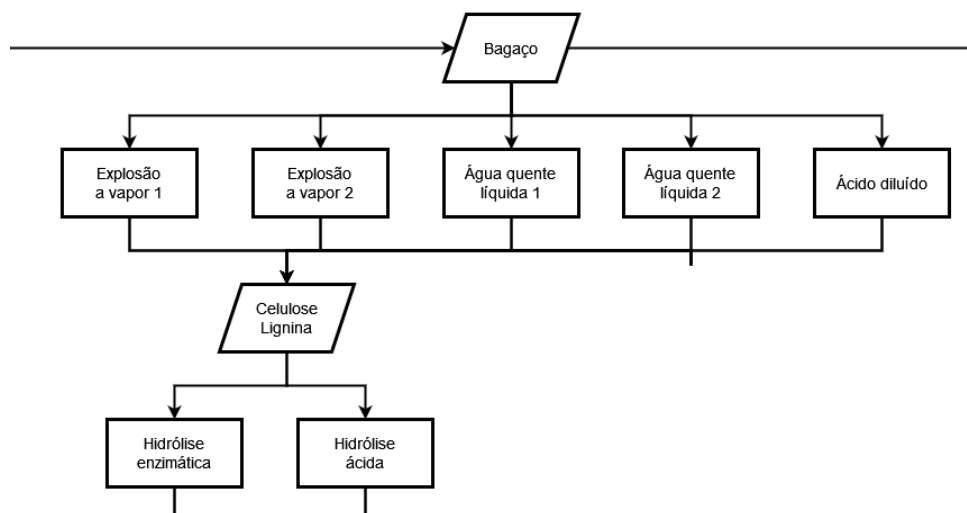 Bagaço
Explosão
a vapor 1
Explosão
a vapor 2
Água quente
líquida 1
Água quente
líquida 2
Ácido diluído
Celulose
Lignina
Hidrólise
enzimática
Hidrólise
ácida